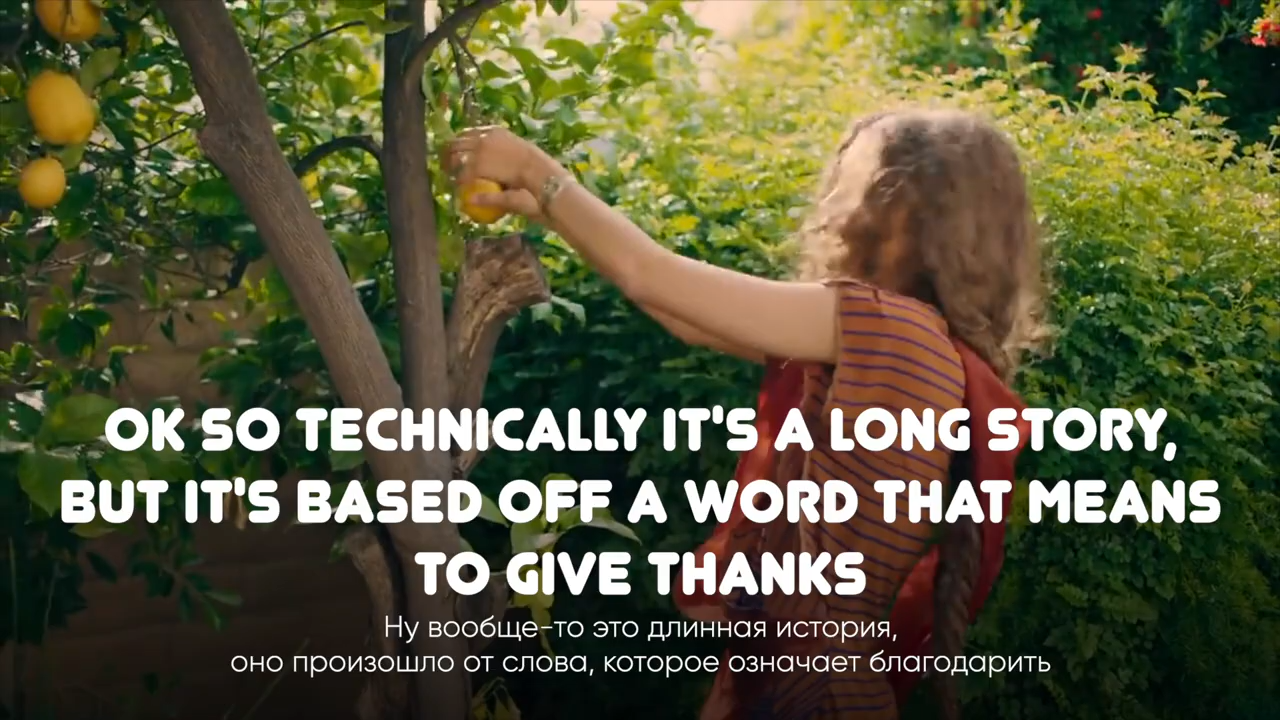 OK SO TECHNICALLY IT'S A LONG STORY,
BUT IT'S BASED OFF A WORD THAT MEANS
TO GIVE THANKS
Ну вообще-то это длинная история,
оно произошло от слова, которое означает благодарить